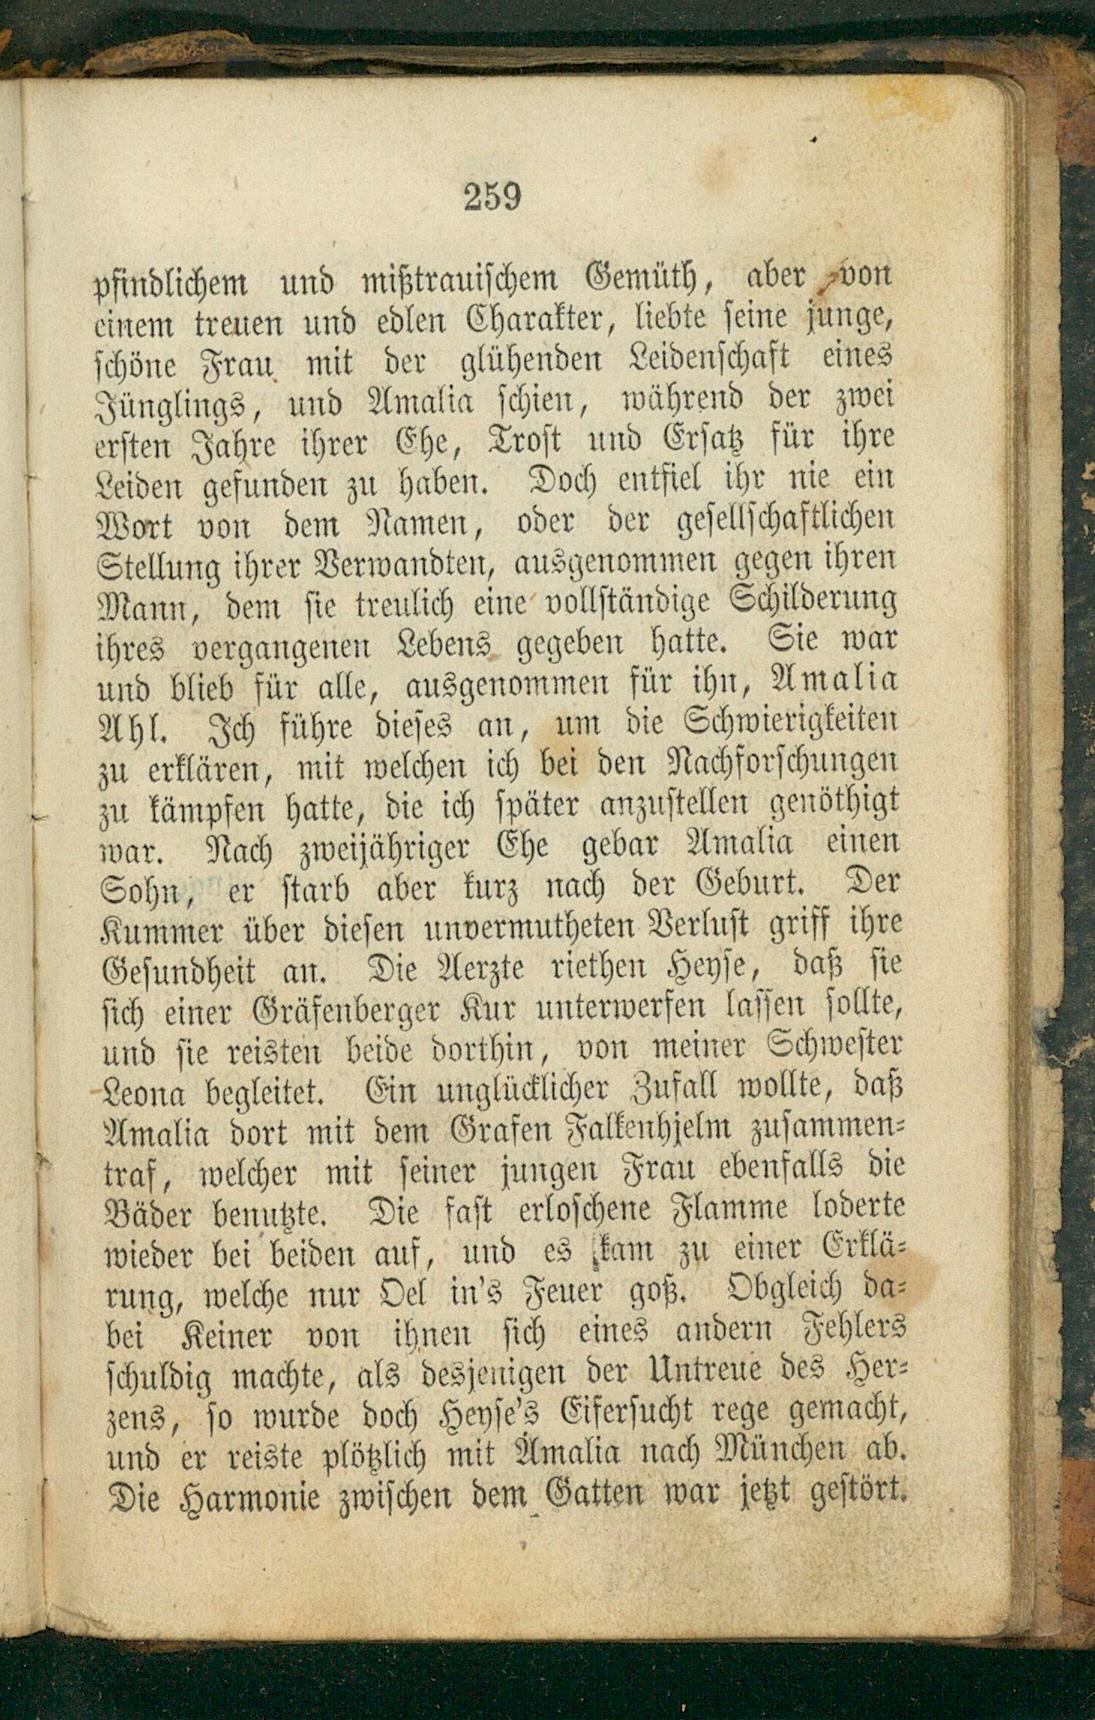 259
pfindlichem und mißtrauischem Gemüth, aber von
einem treuen und edlen Charakter, liebte seine junge,
schöne Frau mit der glühenden Leidenschaft eines
Jünglings, und Amalia schien, während der zwei
ersten Jahre ihrer Ehe, Trost und Ersatz für ihre
Leiden gefunden zu haben. Doch entfiel ihr nie ein
Wort von dem Namen, oder der gesellschaftlichen
Stellung ihrer Verwandten, ausgenommen gegen ihren
Mann, dem sie treulich eine vollständige Schilderung
ihres vergangenen Lebens gegeben hatte. Sie war
und blieb für alle, ausgenommen für ihn, Amalia
Ahl. Ich führe dieses an, um die Schwierigkeiten
zu erklären, mit welchen ich bei den Nachforschungen
zu kämpfen hatte, die ich später anzustellen genöthigt
war. Nach zweijähriger Ehe gebar Amalia einen
Sohn, er starb aber kurz nach der Geburt. Der
Kummer über diesen unvermutheten Verlust griff ihre
Gesundheit an. Die Aerzte riethen Heyse, daß sie
sich einer Gräfenberger Kur unterwerfen lassen sollte,
und sie reisten beide dorthin, von meiner Schwester
Leona begleitet. Ein unglücklicher Zufall wollte, daß
Amalia dort mit dem Grafen Falkenhjelm zusammen-
traf, welcher mit seiner jungen Frau ebenfalls die
Bäder benutzte. Die fast erloschene Flamme loderte
wieder bei beiden auf, und es kam zu einer Erklä-
rung, welche nur Oel in's Feuer goß. Obgleich da-
bei Keiner von ihnen sich eines andern Fehlers
schuldig machte, als desjenigen der Untreue des Her-
zens, so wurde doch Heyse's Eifersucht rege gemacht,
und er reiste plötzlich mit Amalia nach München ab.
Die Harmonie zwischen dem Gatten war jetzt gestört.